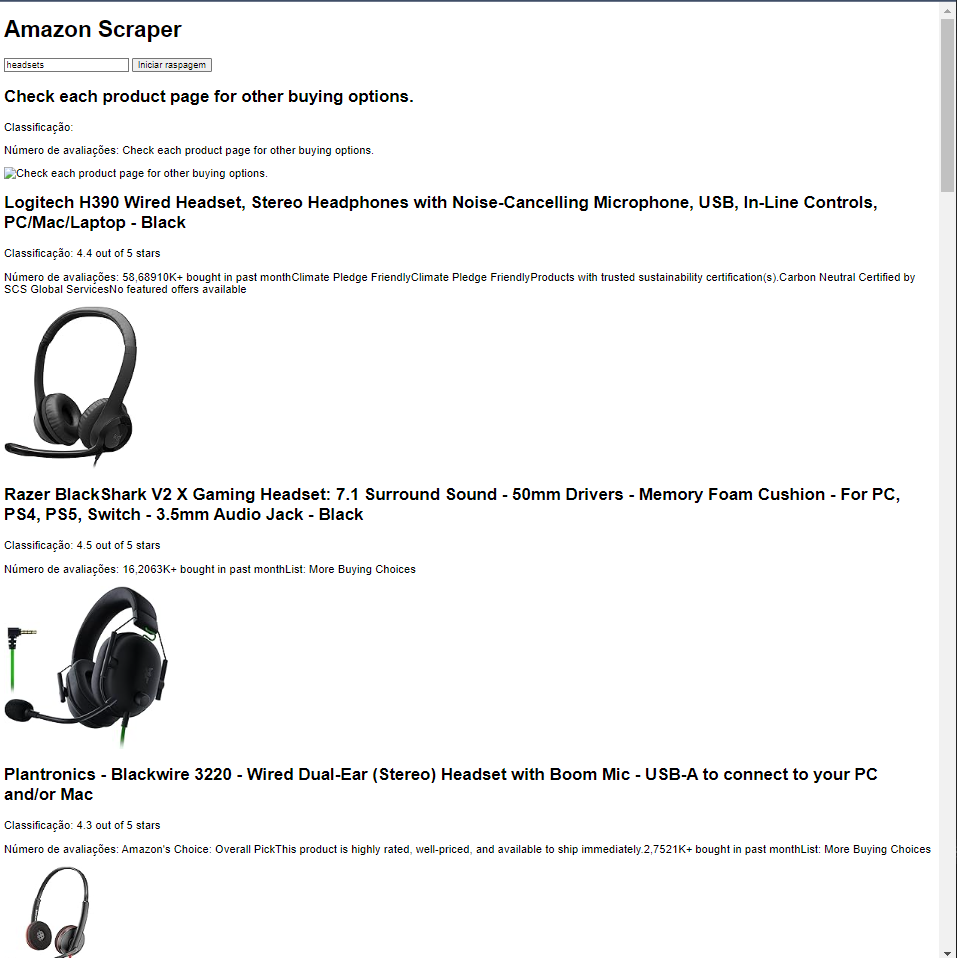 Amazon Scraper
headsets
Iniciar raspagem
Check each product page for other buying options.
Classificação:
Número de avaliações: Check each product page for other buying options.
Check each product page for other buying options.
Logitech H390 Wired Headset, Stereo Headphones with Noise-Cancelling Microphone, USB, In-Line Controls,
PC/Mac/Laptop - Black
Classificação: 4.4 out of 5 stars
Número de avaliações: 58,68910K+ bought in past monthClimate Pledge FriendlyClimate Pledge FriendlyProducts with trusted sustainability certification(s).Carbon Neutral Certified by
SCS Global ServicesNo featured offers available
Razer BlackShark V2 X Gaming Headset: 7.1 Surround Sound - 50mm Drivers - Memory Foam Cushion - For PC,
PS4, PS5, Switch - 3.5mm Audio Jack - Black
Classificação: 4.5 out of 5 stars
Número de avaliações: 16,2063K+ bought in past monthList: More Buying Choices
Plantronics - Blackwire 3220 - Wired Dual-Ear (Stereo) Headset with Boom Mic - USB-A to connect to your PC
and/or Mac
Classificação: 4.3 out of 5 stars
Número de avaliações: Amazon's Choice: Overall PickThis product is highly rated, well-priced, and available to ship immediately.2,7521K+ bought in past monthList: More Buying Choices